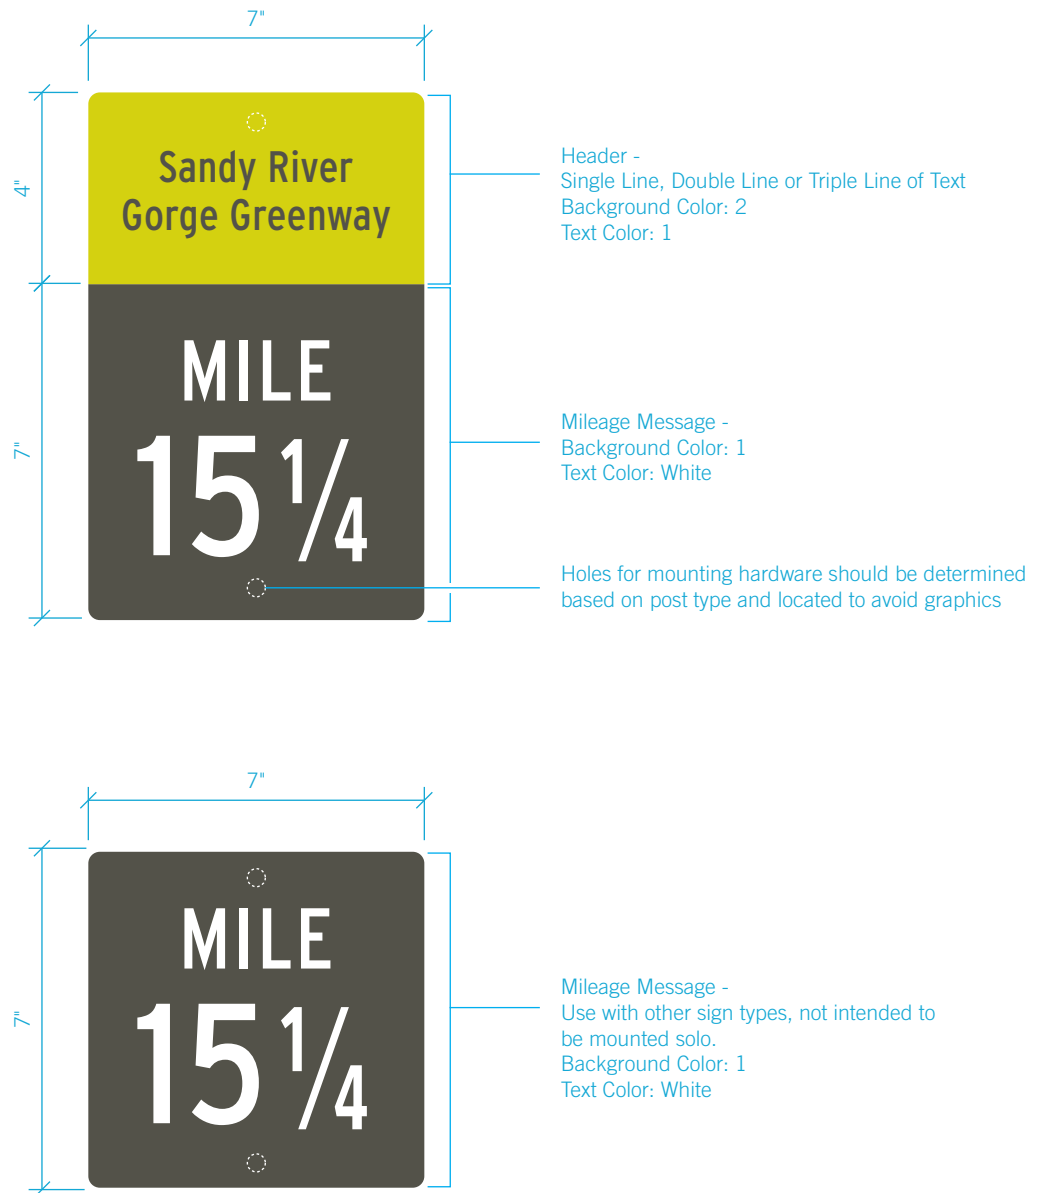 7"
4"
Sandy River
Gorge Greenway
Header -
Single Line, Double Line or Triple Line of Text
Background Color: 2
Text Color: 1
7"
MILE
15 1/4
Mileage Message -
Background Color: 1
Text Color: White
Holes for mounting hardware should be determined
based on post type and located to avoid graphics
7"
7"
MILE
15 1/4
Mileage Message -
Use with other sign types, not intended to
be mounted solo.
Background Color: 1
Text Color: White